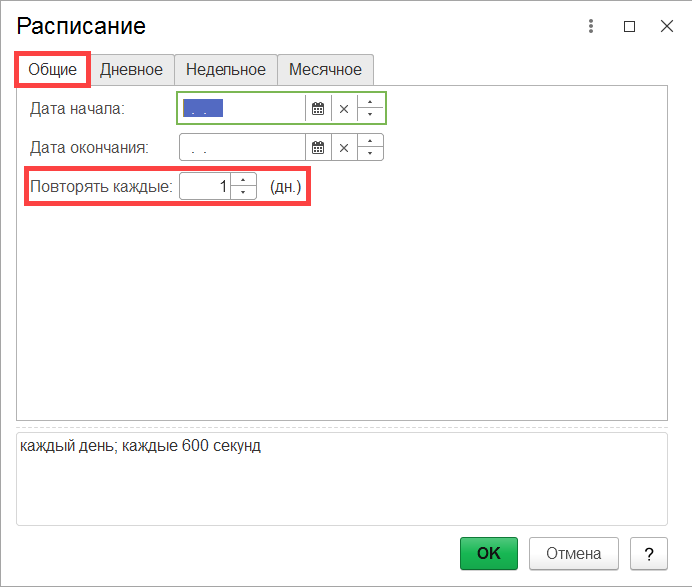 Расписание
Общие Дневное Недельное Месячное
Дата начала: . .
Дата окончания: . .
Повторять каждые: 1 (дн.)
каждый день; каждые 600 секунд
OK Отмена ?